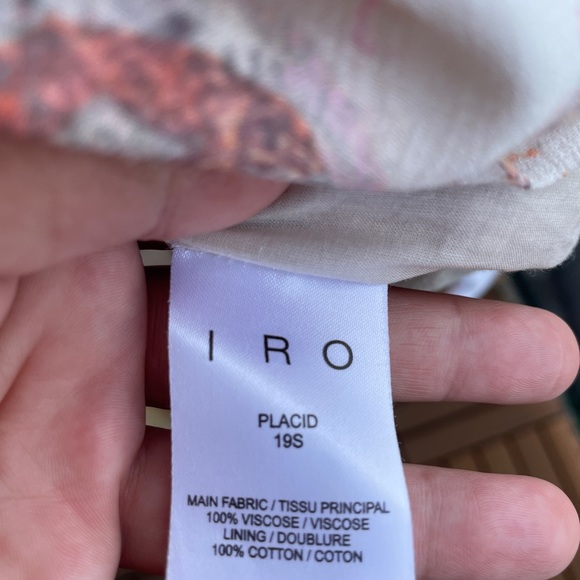 IRO
PLACID
19S
MAIN FABRIC / TISSU PRINCIPAL
100% VISCOSE / VISCOSE
LINING / DOUBLURE
100% COTTON / COTON